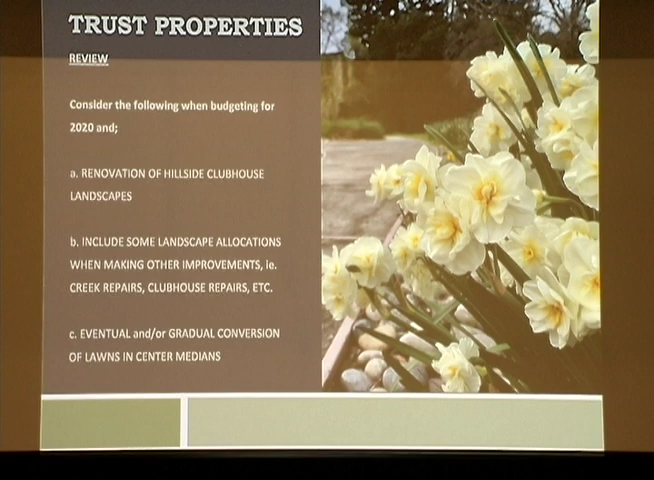 TRUST PROPERTIES
REVIEW
Consider the following when budgeting for
2020 and;
a. RENOVATION OF HILLSIDE CLUBHOUSE
LANDSCAPES
b. INCLUDE SOME LANDSCAPE ALLOCATIONS
WHEN MAKING OTHER IMPROVEMENTS, ie.
CREEK REPAIRS, CLUBHOUSE REPAIRS, ETC.
c. EVENTUAL and/or GRADUAL CONVERSION
OF LAWNS IN CENTER MEDIANS